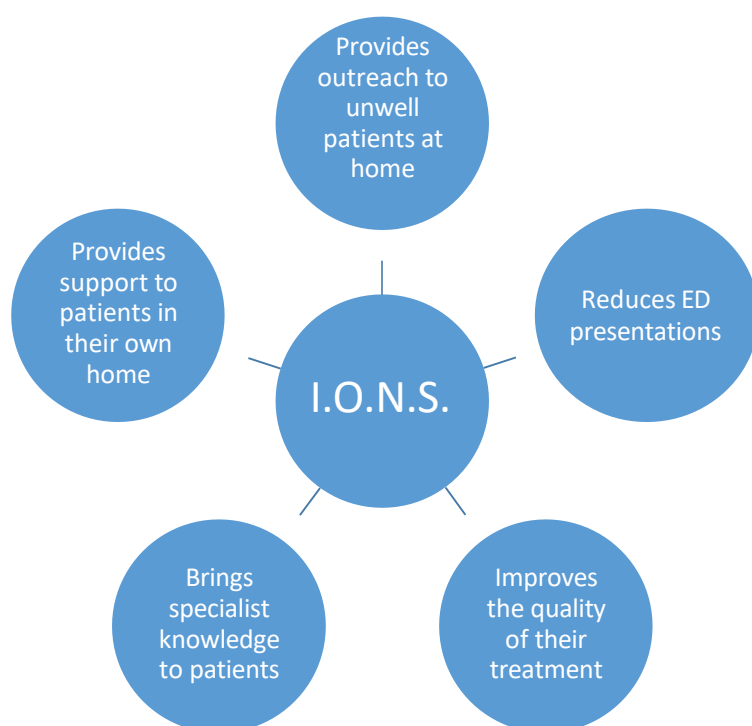 Provides
outreach to
unwell
patients at
home
Provides
support to
patients in
their own
home
Reduces ED
presentations
I.O.N.S.
Brings
specialist
knowledge
to patients
Improves
the quality
of their
treatment